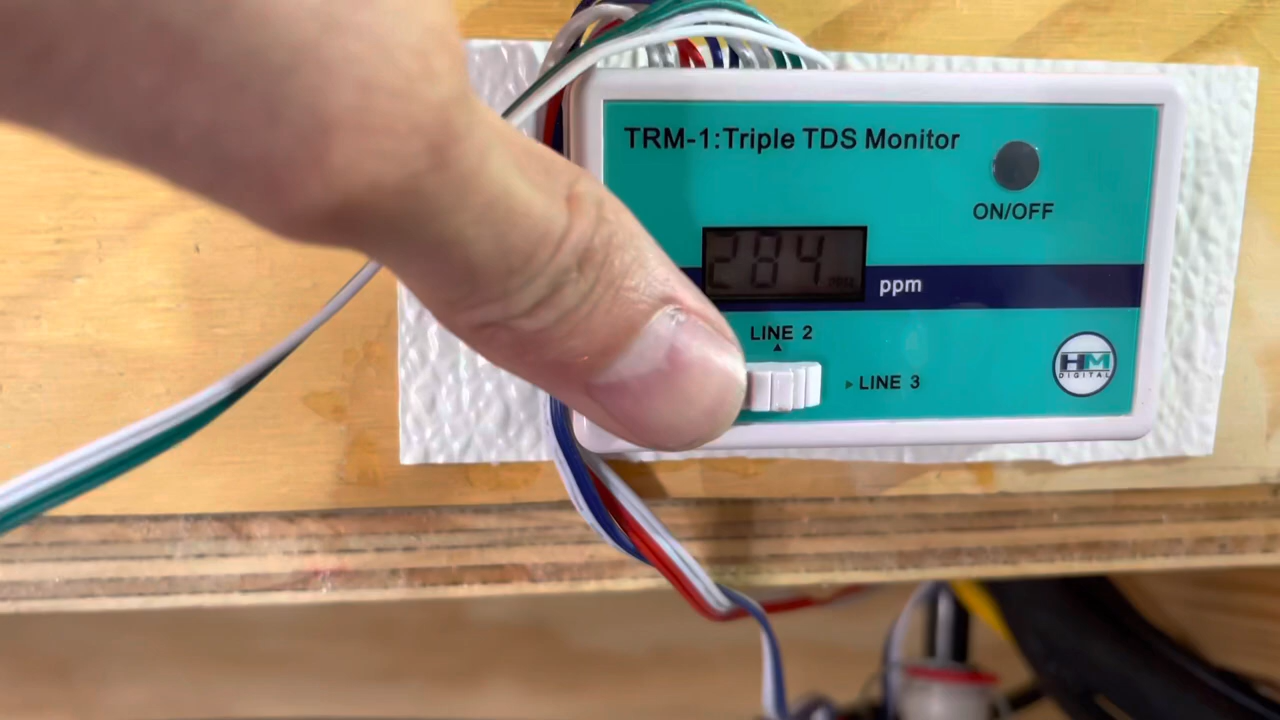 TRM-1:Triple TDS Monitor
ON/OFF
284
ppm
LINE 2
LINE 3
HM
DIGITAL